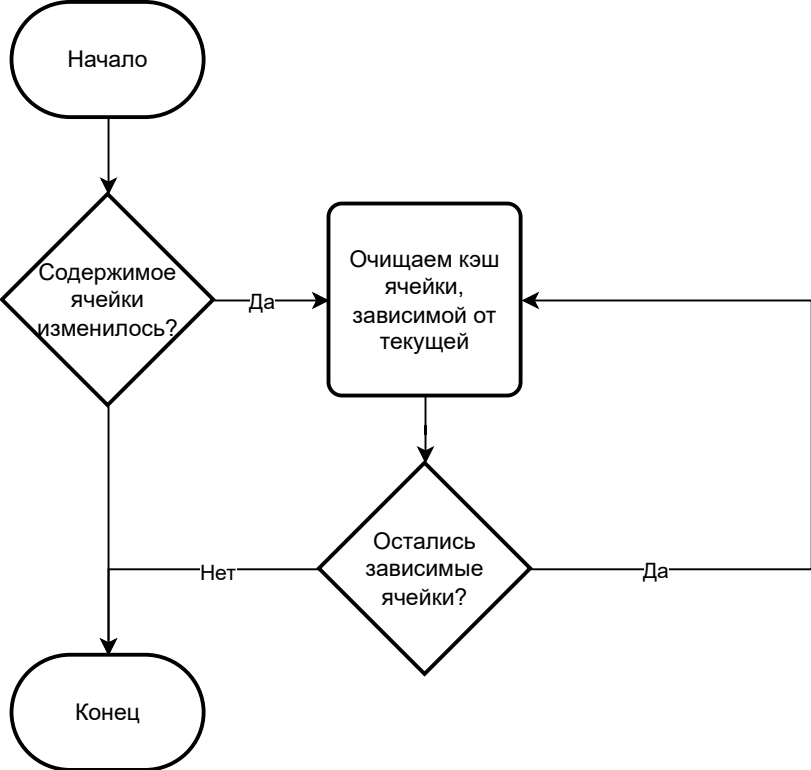 Начало
Содержимое
ячейки
изменилось?
Да
Очищаем кэш
ячейки,
зависимой от
текущей
Остались
зависимые
ячейки?
Нет
Да
Конец